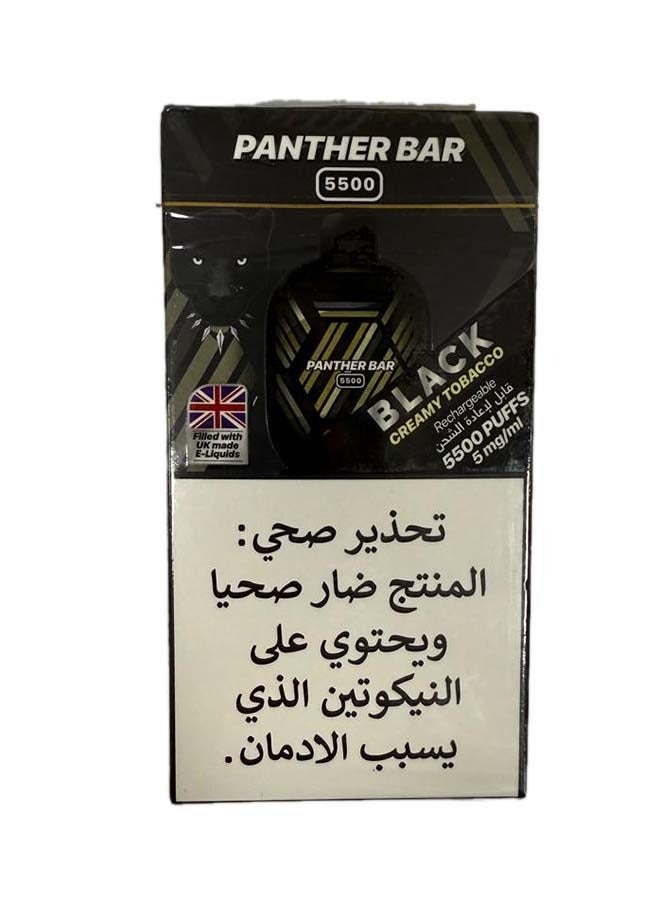 PANTHER BAR
5500
PANTHER BAR
5500
BLACK
CREAMY TOBACCO
Rechargeable
قابل لإعادة الشحن
5500 PUFFS
5 mg/ml
Filled with
UK made
E-Liquids
تحذير صحي:
المنتج ضار صحيا
ويحتوي على
النيكوتين الذي
يسبب الادمان.